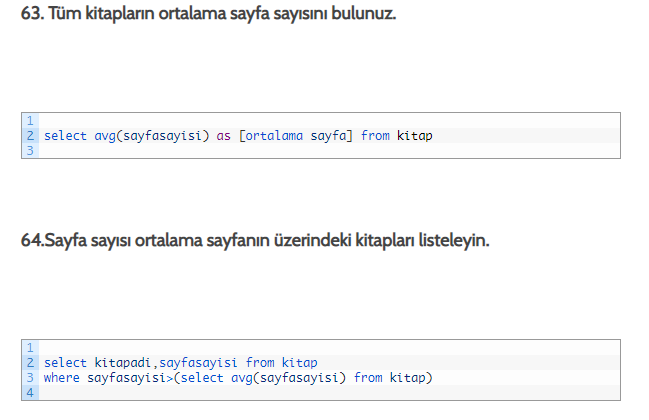 63. Tüm kitapların ortalama sayfa sayısını bulunuz.
1
2 select avg(sayfasayisi) as [ortalama sayfa] from kitap
3
64.Sayfa sayısı ortalama sayfanın üzerindeki kitapları listeleyin.
1
2 select kitapadi,sayfasayisi from kitap
3 where sayfasayisi>(select avg(sayfasayisi) from kitap)
4